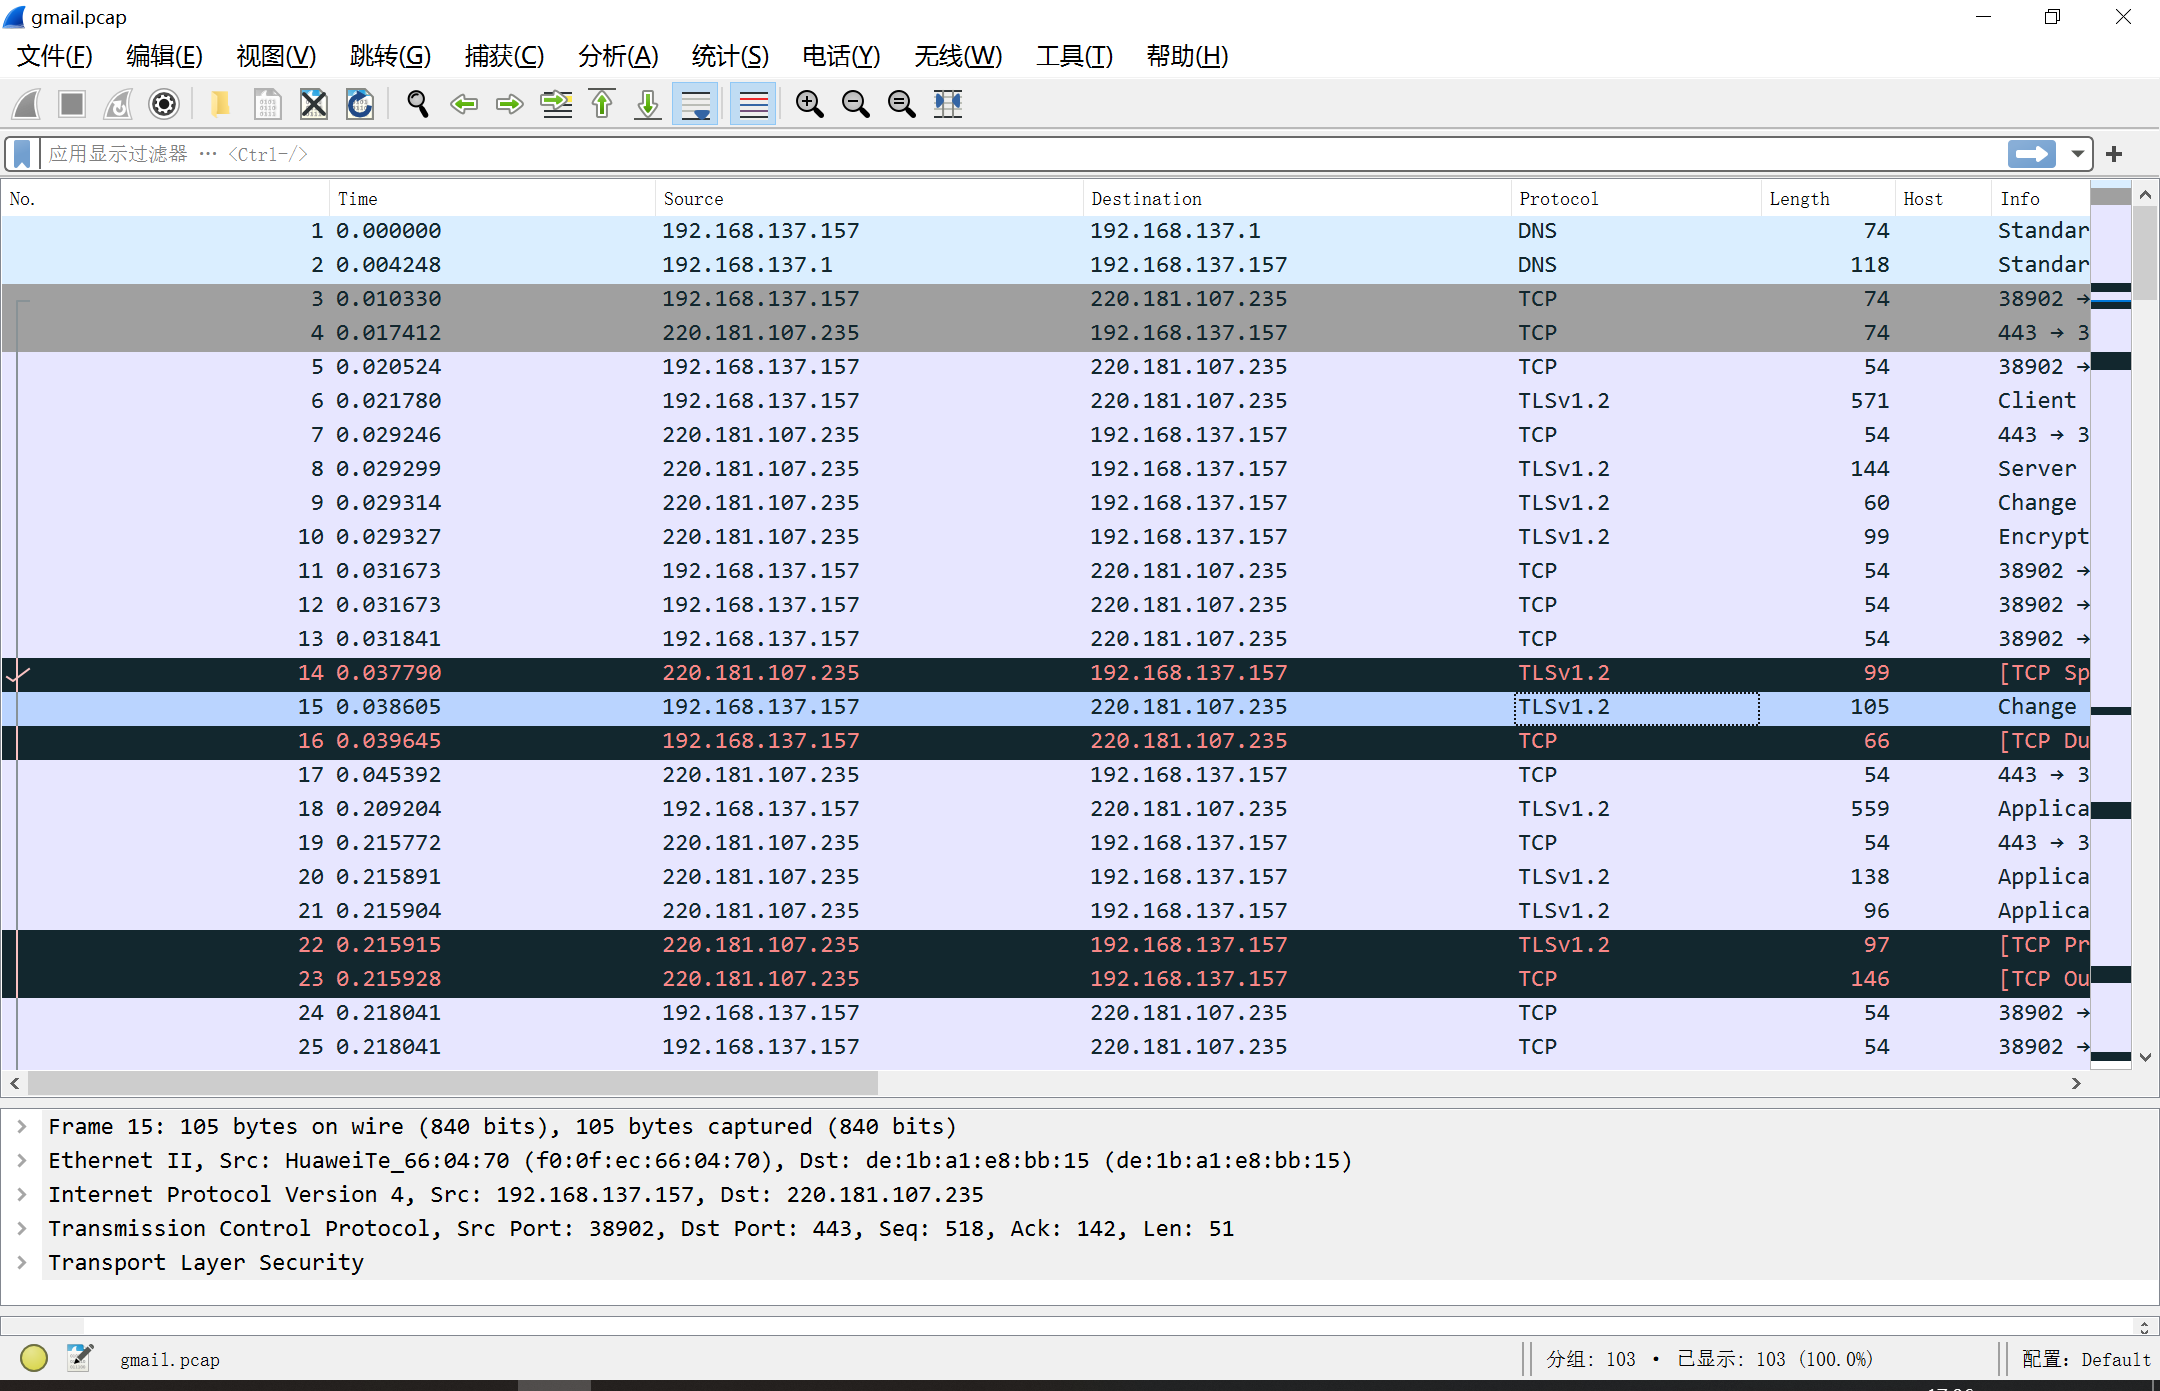 gmail.pcap
文件(F) 编辑(E) 视图(V) 跳转(G) 捕获(C) 分析(A) 统计(S) 电话(Y) 无线(W) 工具(T) 帮助(H)
应用显示过滤器 … <Ctrl-/>
No. Time Source Destination Protocol Length Host Info
1 0.000000 192.168.137.157 192.168.137.1 DNS 74 Standar
2 0.004248 192.168.137.1 192.168.137.157 DNS 118 Standar
3 0.010330 192.168.137.157 220.181.107.235 TCP 74 38902 →
4 0.017412 220.181.107.235 192.168.137.157 TCP 74 443 → 3
5 0.020524 192.168.137.157 220.181.107.235 TCP 54 38902 →
6 0.021780 192.168.137.157 220.181.107.235 TLSv1.2 571 Client
7 0.029246 220.181.107.235 192.168.137.157 TCP 54 443 → 3
8 0.029299 220.181.107.235 192.168.137.157 TLSv1.2 144 Server
9 0.029314 220.181.107.235 192.168.137.157 TLSv1.2 60 Change
10 0.029327 220.181.107.235 192.168.137.157 TLSv1.2 99 Encrypt
11 0.031673 192.168.137.157 220.181.107.235 TCP 54 38902 →
12 0.031673 192.168.137.157 220.181.107.235 TCP 54 38902 →
13 0.031841 192.168.137.157 220.181.107.235 TCP 54 38902 →
14 0.037790 220.181.107.235 192.168.137.157 TLSv1.2 99 [TCP Sp
15 0.038605 192.168.137.157 220.181.107.235 TLSv1.2 105 Change
16 0.039645 192.168.137.157 220.181.107.235 TCP 66 [TCP Du
17 0.045392 220.181.107.235 192.168.137.157 TCP 54 443 → 3
18 0.209204 192.168.137.157 220.181.107.235 TLSv1.2 559 Applica
19 0.215772 220.181.107.235 192.168.137.157 TCP 54 443 → 3
20 0.215891 220.181.107.235 192.168.137.157 TLSv1.2 138 Applica
21 0.215904 220.181.107.235 192.168.137.157 TLSv1.2 96 Applica
22 0.215915 220.181.107.235 192.168.137.157 TLSv1.2 97 [TCP Pr
23 0.215928 220.181.107.235 192.168.137.157 TCP 146 [TCP Ou
24 0.218041 192.168.137.157 220.181.107.235 TCP 54 38902 →
25 0.218041 192.168.137.157 220.181.107.235 TCP 54 38902 →
Frame 15: 105 bytes on wire (840 bits), 105 bytes captured (840 bits)
Ethernet II, Src: HuaweiTe_66:04:70 (f0:0f:ec:66:04:70), Dst: de:1b:a1:e8:bb:15 (de:1b:a1:e8:bb:15)
Internet Protocol Version 4, Src: 192.168.137.157, Dst: 220.181.107.235
Transmission Control Protocol, Src Port: 38902, Dst Port: 443, Seq: 518, Ack: 142, Len: 51
Transport Layer Security
gmail.pcap 分组: 103 · 已显示: 103 (100.0%) 配置: Default